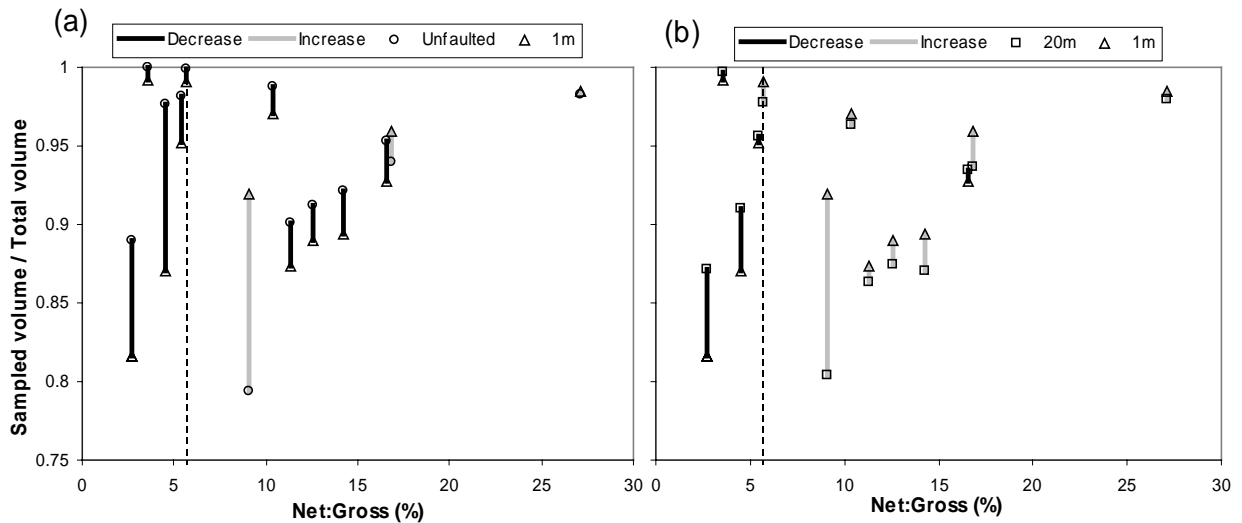 (a)
Decrease Increase Unfaulted 1m
(b)
Decrease Increase 20m 1m
Sampled volume / Total volume
1
0.95
0.9
0.85
0.8
0.75
0 5 10 15 20 25 30
0 5 10 15 20 25 30
Net:Gross (%)
Net:Gross (%)